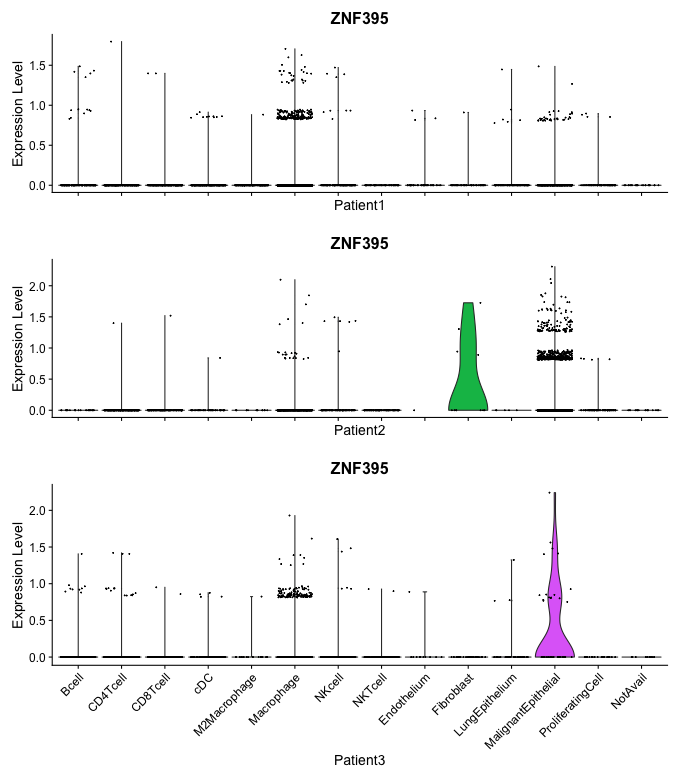 ZNF395
Expression Level
1.5
1.0
0.5
0.0
Patient1
ZNF395
Expression Level
2.0
1.5
1.0
0.5
0.0
Patient2
ZNF395
Expression Level
2.0
1.5
1.0
0.5
0.0
Bcell
CD4Tcell
CD8Tcell
cDC
M2Macrophage
Macrophage
NKcell
NKTcell
Endothelium
Fibroblast
LungEpithelium
MalignantEpithelial
ProliferatingCell
NotAvail
Patient3